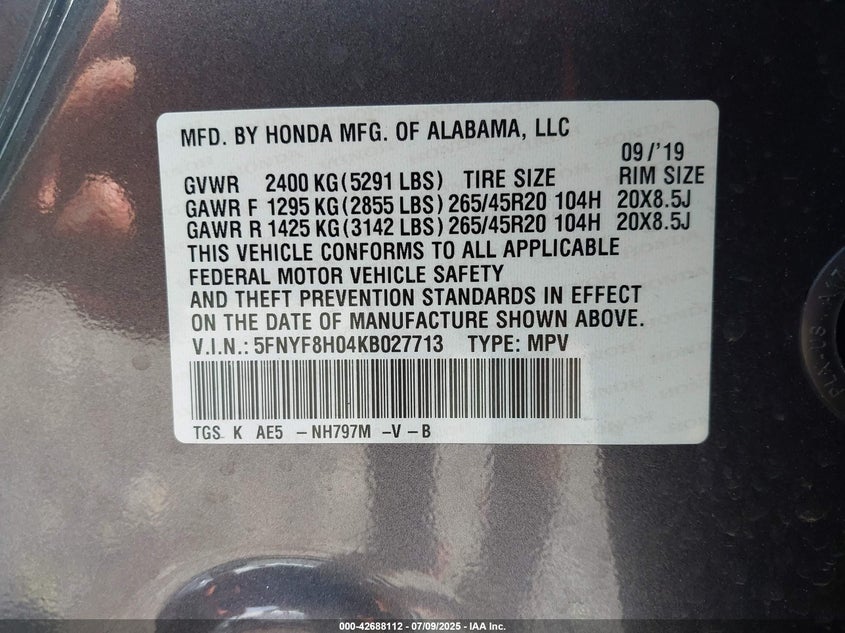 MFD. BY HONDA MFG. OF ALABAMA, LLC
09/'19
GVWR 2400 KG(5291 LBS) TIRE SIZE RIM SIZE
GAWR F 1295 KG(2855 LBS) 265/45R20 104H 20X8.5J
GAWR R 1425 KG(3142 LBS) 265/45R20 104H 20X8.5J
THIS VEHICLE CONFORMS TO ALL APPLICABLE
FEDERAL MOTOR VEHICLE SAFETY
AND THEFT PREVENTION STANDARDS IN EFFECT
ON THE DATE OF MANUFACTURE SHOWN ABOVE.
V.I.N.: 5FNYF8H04KB027713 TYPE: MPV
TGS K AE5 -NH797M -V -B
000-42688112 - 07/09/2025 - IAA Inc.